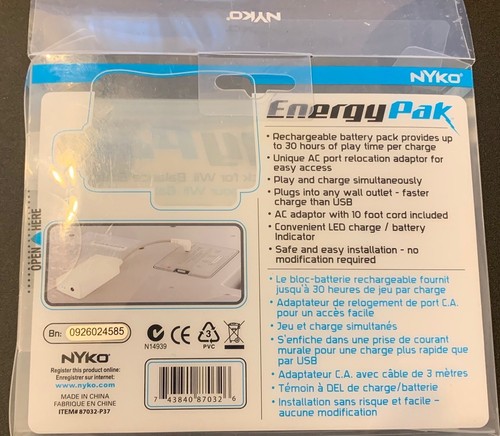 NYKO
NYKO
EnergyPak
• Rechargeable battery pack provides up
to 30 hours of play time per charge
• Unique AC port relocation adaptor for
easy access
• Play and charge simultaneously
• Plugs into any wall outlet - faster
charge than USB
• AC adaptor with 10 foot cord included
• Convenient LED charge / battery
Indicator
• Safe and easy installation - no
modification required
• Le bloc-batterie rechargeable fournit
jusqu'à 30 heures de jeu par charge
• Adaptateur de relogement de port C.A.
pour un accès facile
• Jeu et charge simultanés
• S'enfiche dans une prise de courant
murale pour une charge plus rapide que
par USB
• Adaptateur C.A. avec câble de 3 mètres
• Témoin à DEL de charge/batterie
• Installation sans risque et facile -
aucune modification
OPEN HERE
Bn: 0926024585
N14939
CE
3
PVC
NYKO
Register this product online:
Enregistrer sur internet:
www.nyko.com
MADE IN CHINA
FABRIQUE EN CHINE
ITEM# 87032-P37
7 43840 87032 6